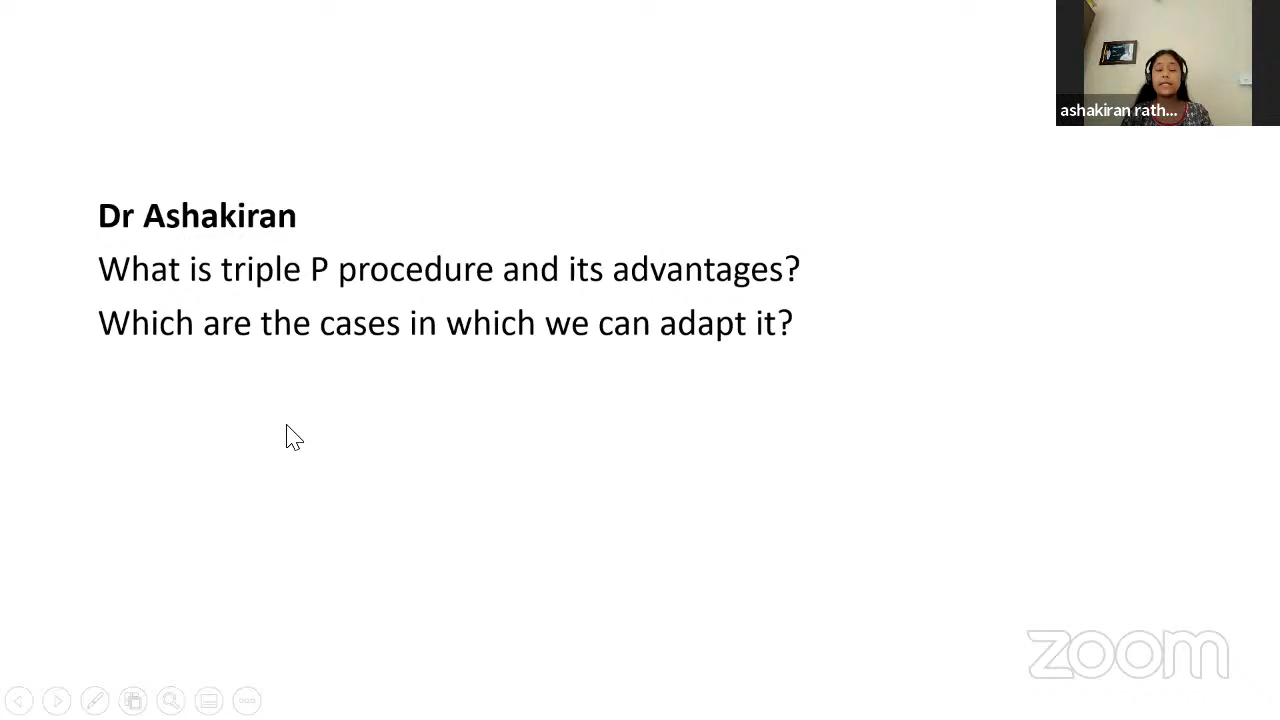 ashakiran rath...
Dr Ashakiran
What is triple P procedure and its advantages?
Which are the cases in which we can adapt it?
zoom